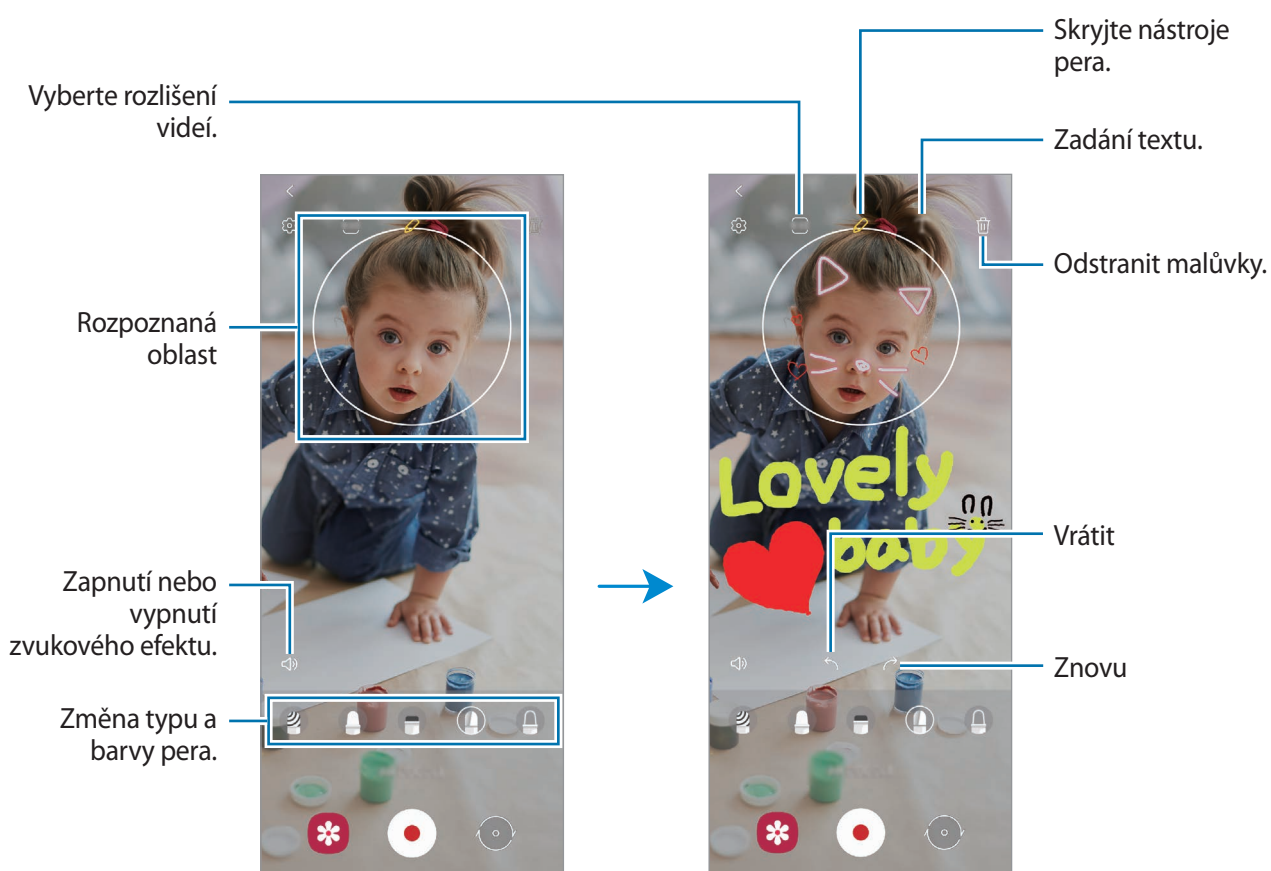 Skryjte nástroje
pera.
Vyberte rozlišení
videí.
Zadání textu.
Odstranit malůvky.
Rozpoznaná
oblast
Lovely
baby
Vrátit
Zapnutí nebo
vypnutí
zvukového efektu.
Znovu
Změna typu a
barvy pera.